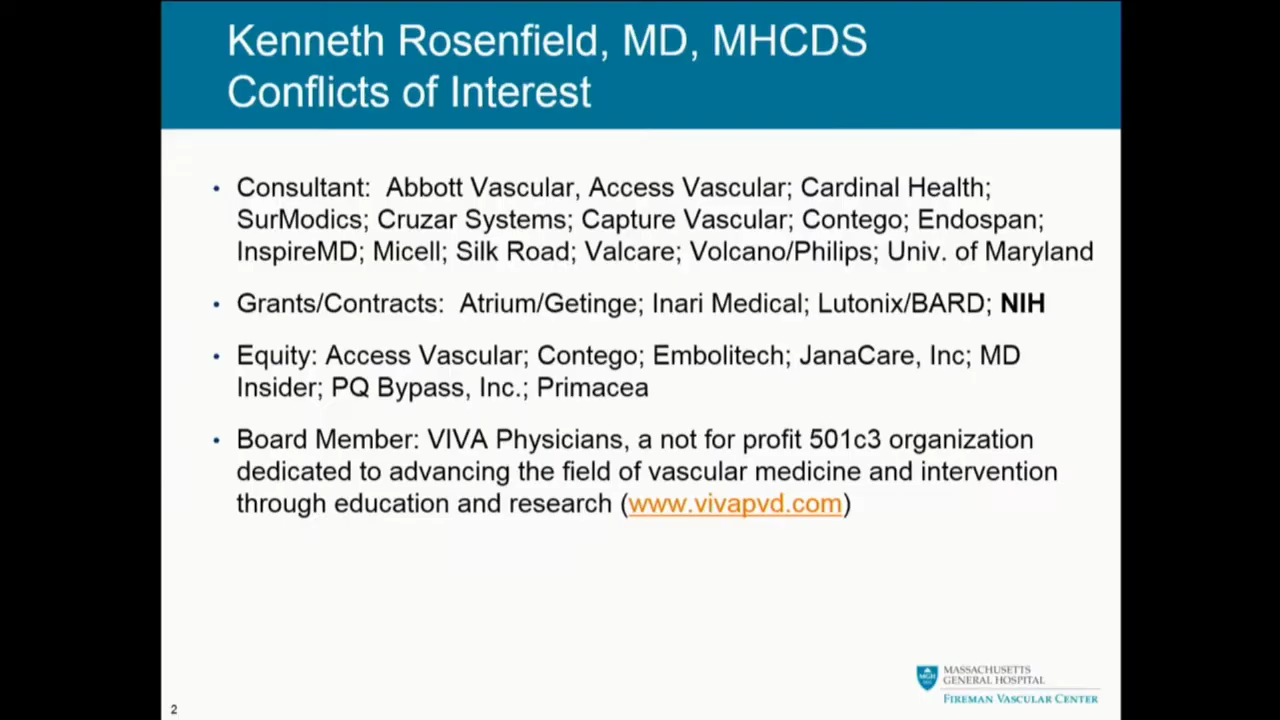 Kenneth Rosenfield, MD, MHCDS
Conflicts of Interest
• Consultant: Abbott Vascular, Access Vascular; Cardinal Health;
SurModics; Cruzar Systems; Capture Vascular; Contego; Endospan;
InspireMD; Micell; Silk Road; Valcare; Volcano/Philips; Univ. of Maryland
• Grants/Contracts: Atrium/Getinge; Inari Medical; Lutonix/BARD; NIH
• Equity: Access Vascular; Contego; Embolitech; JanaCare, Inc; MD
Insider; PQ Bypass, Inc.; Primacea
• Board Member: VIVA Physicians, a not for profit 501c3 organization
dedicated to advancing the field of vascular medicine and intervention
through education and research (www.vivapvd.com)
MGH
MASSACHUSETTS
GENERAL HOSPITAL
FIREMAN VASCULAR CENTER
2